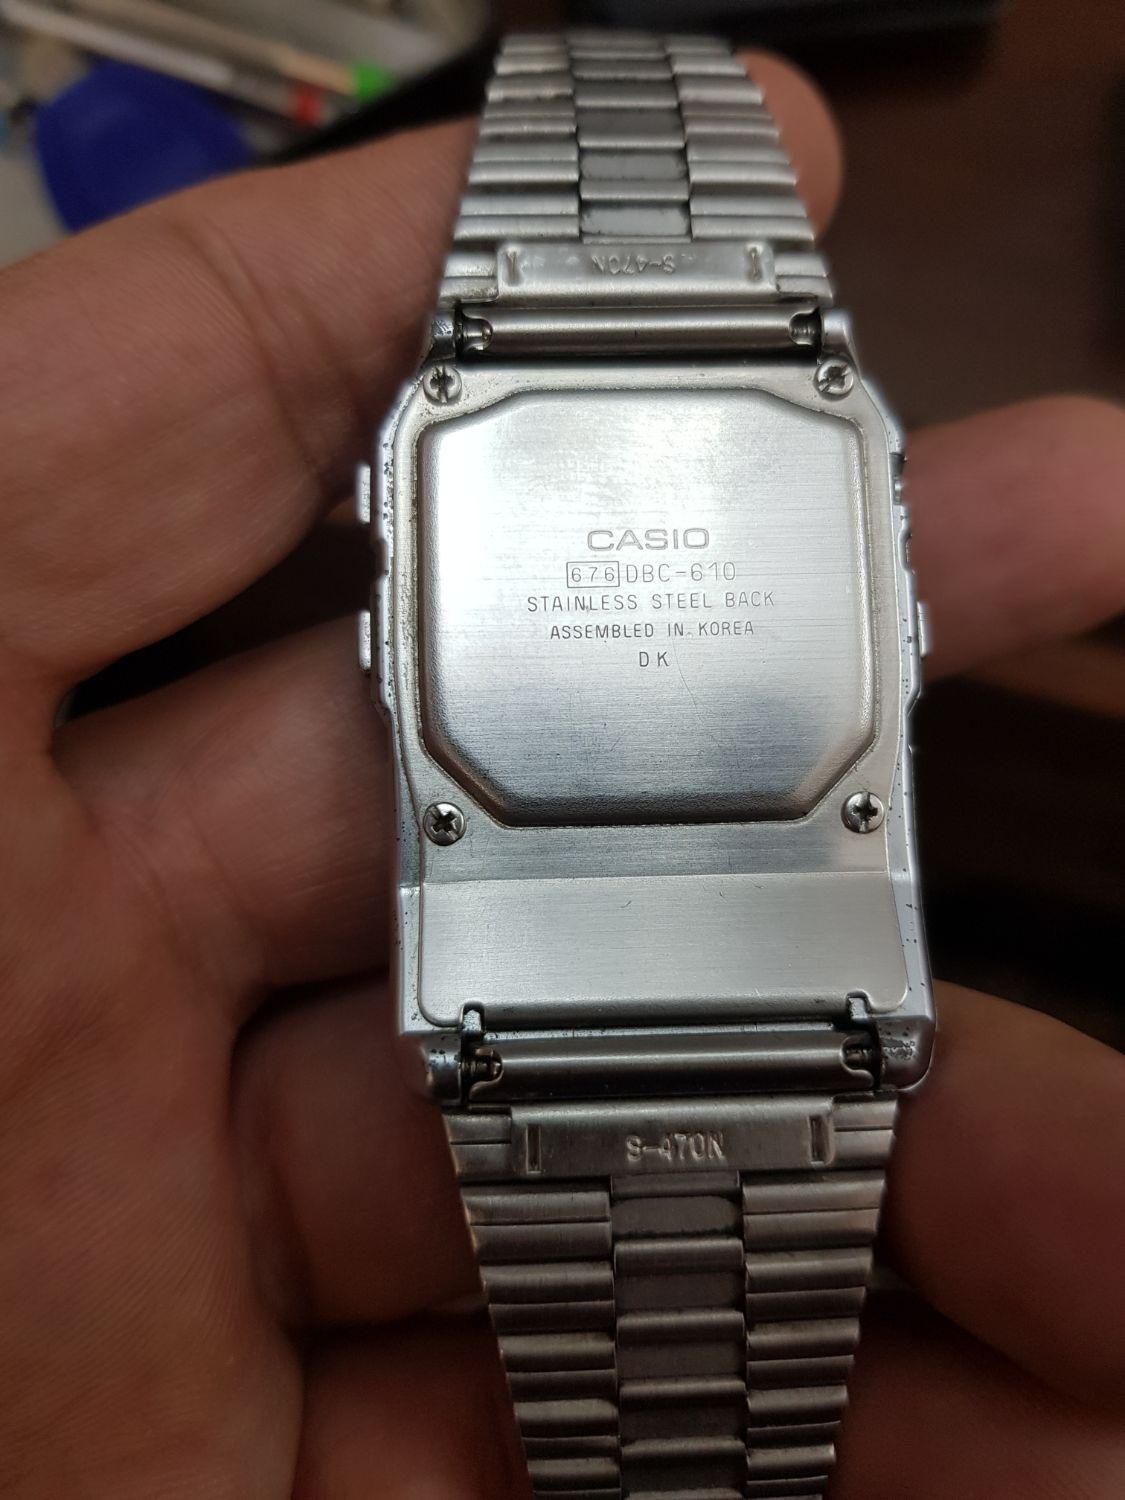 S-470N
CASIO
676 DBC-610
STAINLESS STEEL BACK
ASSEMBLED IN KOREA
DK
S-470N